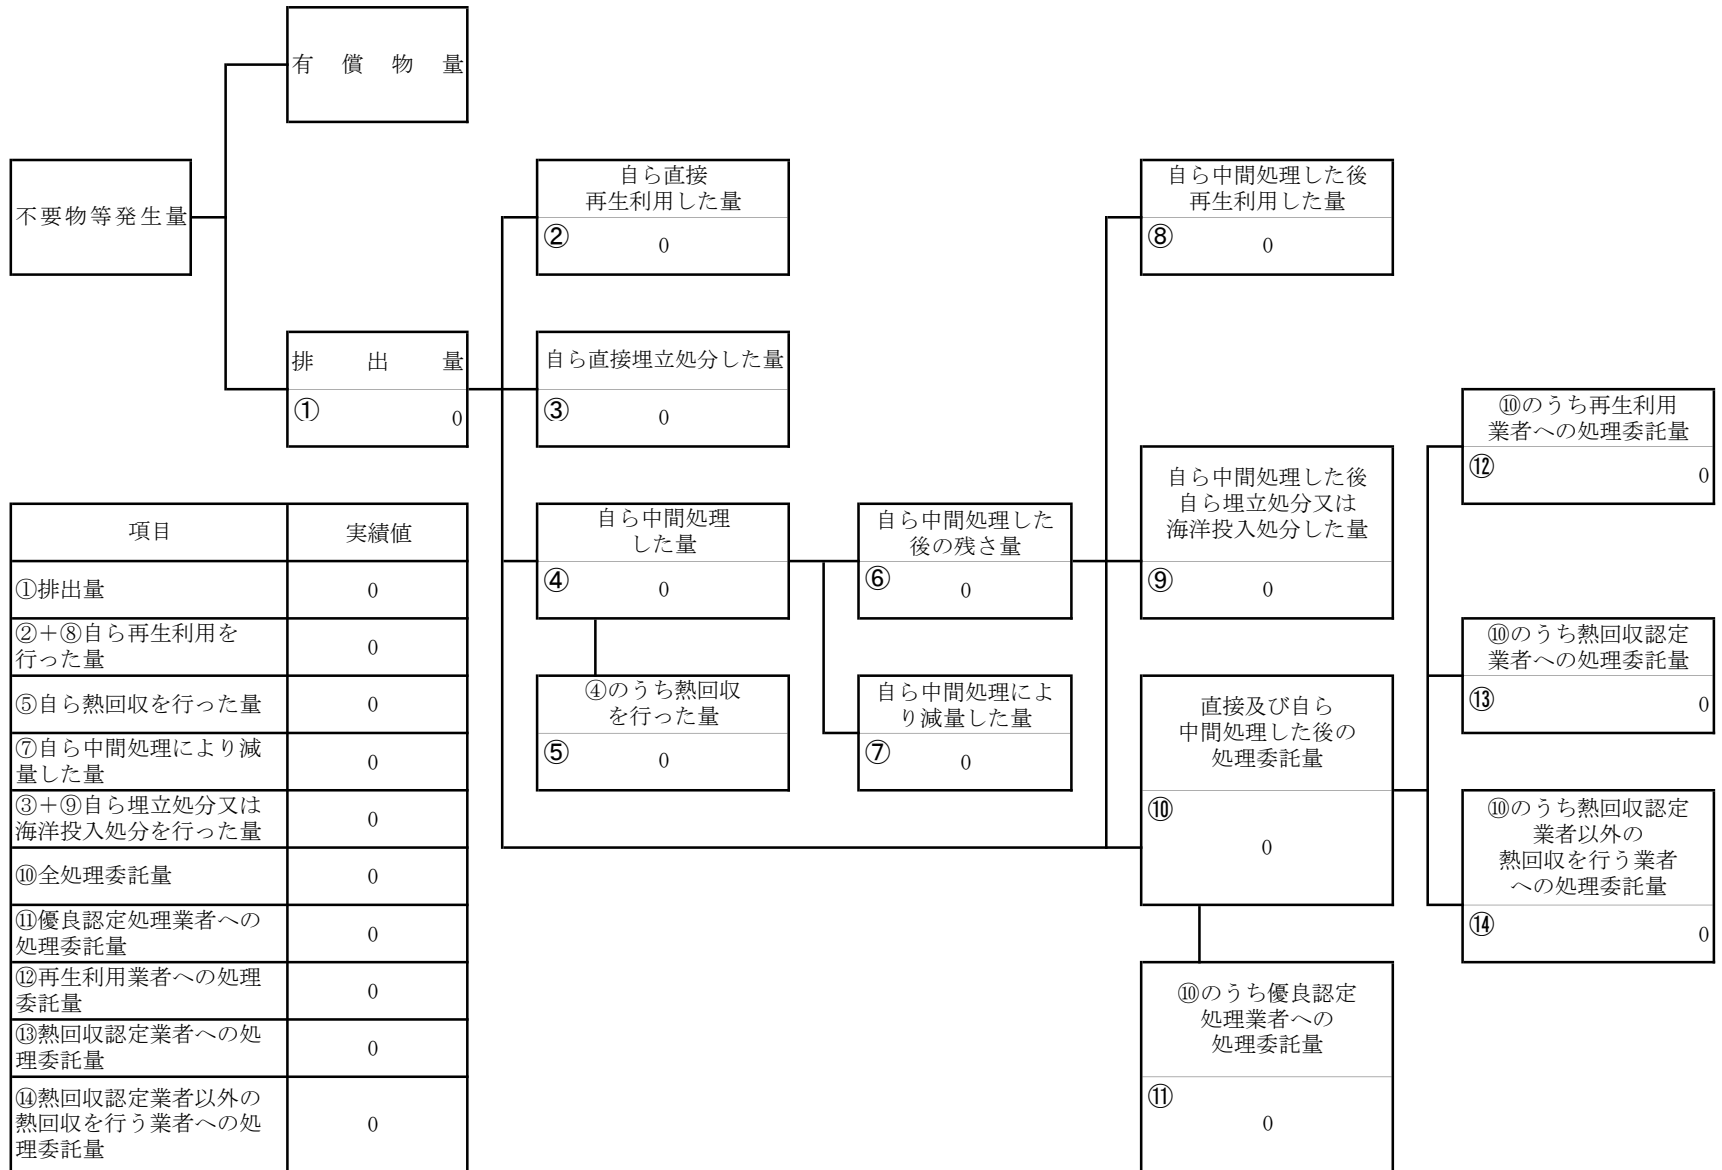 有償物量
不要物等発生量
排出量
①
0
自ら直接
再生利用した量
②
0
自ら直接埋立処分した量
③
0
自ら中間処理
した量
④
0
④のうち熱回収
を行った量
⑤
0
自ら中間処理した
後の残さ量
⑥
0
自ら中間処理によ
り減量した量
⑦
0
自ら中間処理した後
再生利用した量
⑧
0
自ら中間処理した後
自ら埋立処分又は
海洋投入処分した量
⑨
0
直接及び自ら
中間処理した後の
処理委託量
⑩
0
⑩のうち優良認定
処理業者への
処理委託量
⑪
0
⑩のうち再生利用
業者への処理委託量
⑫
0
⑩のうち熱回収認定
業者への処理委託量
⑬
0
⑩のうち熱回収認定
業者以外の
熱回収を行う業者
への処理委託量
⑭
0
項目 実績値
①排出量 0
②+⑧自ら再生利用を
行った量 0
⑤自ら熱回収を行った量 0
⑦自ら中間処理により減
量した量 0
③+⑨自ら埋立処分又は
海洋投入処分を行った量 0
⑩全処理委託量 0
⑪優良認定処理業者への
処理委託量 0
⑫再生利用業者への処理
委託量 0
⑬熱回収認定業者への処
理委託量 0
⑭熱回収認定業者以外の
熱回収を行う業者への処
理委託量 0